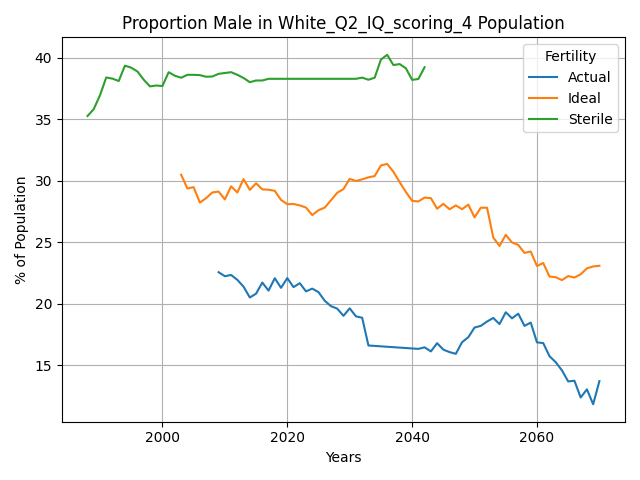 Proportion Male in White_Q2_IQ_scoring_4 Population
% of Population
40
35
30
25
20
15
Fertility
Actual
Ideal
Sterile
2000
2020
2040
2060
Years